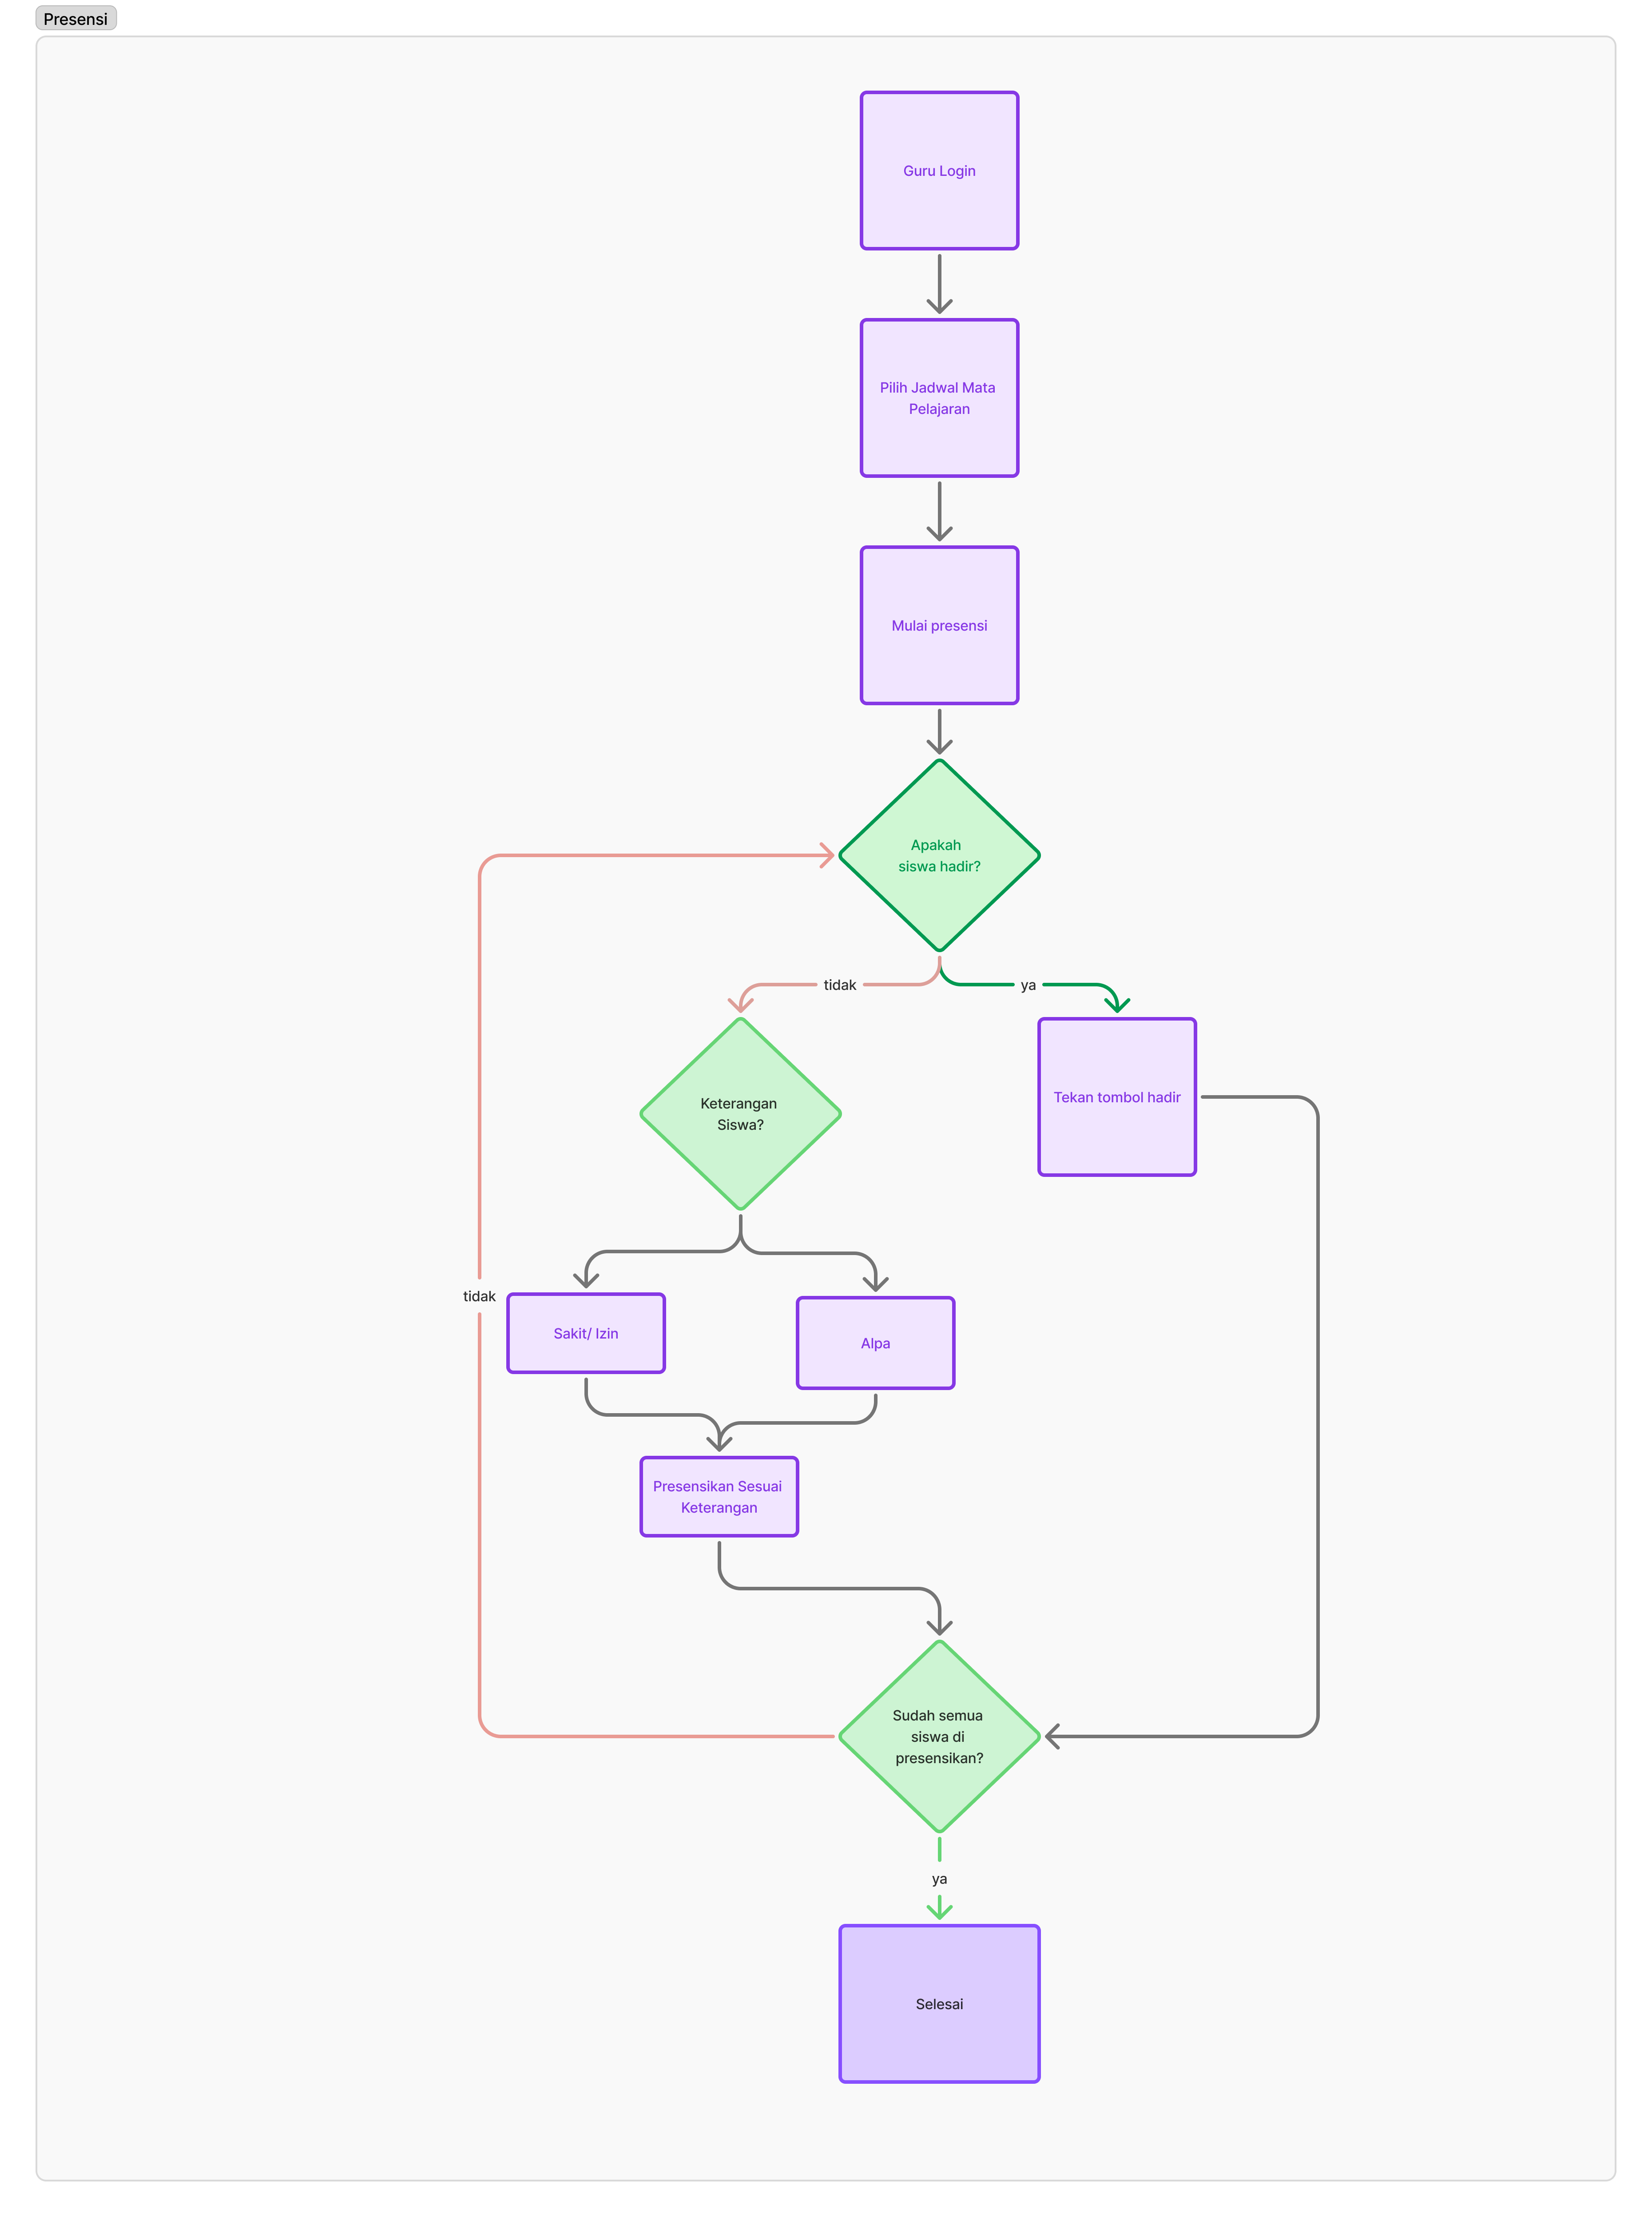 Presensi
Guru Login
Pilih Jadwal Mata
Pelajaran
Mulai presensi
Apakah
siswa hadir?
tidak
ya
Keterangan
Siswa?
Tekan tombol hadir
tidak
Sakit/ Izin
Alpa
Presensikan Sesuai
Keterangan
Sudah semua
siswa di
presensikan?
ya
Selesai